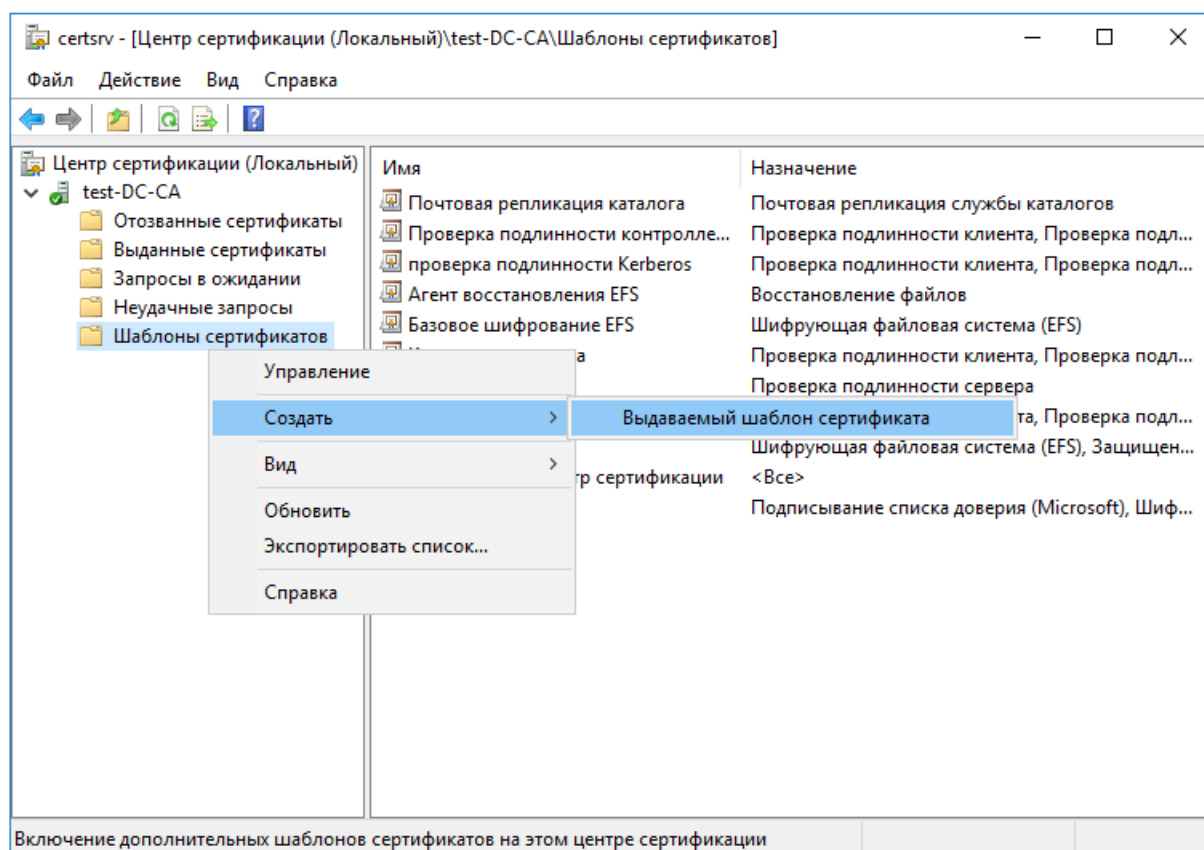 certsrv - [Центр сертификации (Локальный)\test-DC-CA\Шаблоны сертификатов]
Файл Действие Вид Справка
Центр сертификации (Локальный)
test-DC-CA
Отозванные сертификаты
Выданные сертификаты
Запросы в ожидании
Неудачные запросы
Шаблоны сертификатов
Имя Назначение
Почтовая репликация каталога Почтовая репликация службы каталогов
Проверка подлинности контролле... Проверка подлинности клиента, Проверка подл...
проверка подлинности Kerberos Проверка подлинности клиента, Проверка подл...
Агент восстановления EFS Восстановление файлов
Базовое шифрование EFS Шифрующая файловая система (EFS)
Проверка подлинности клиента, Проверка подл...
Проверка подлинности сервера
та, Проверка подл...
Шифрующая файловая система (EFS), Защищен...
тр сертификации <Все>
Подписывание списка доверия (Microsoft), Шиф...
Управление
Создать
Выдаваемый шаблон сертификата
Вид
Обновить
Экспортировать список...
Справка
Включение дополнительных шаблонов сертификатов на этом центре сертификации